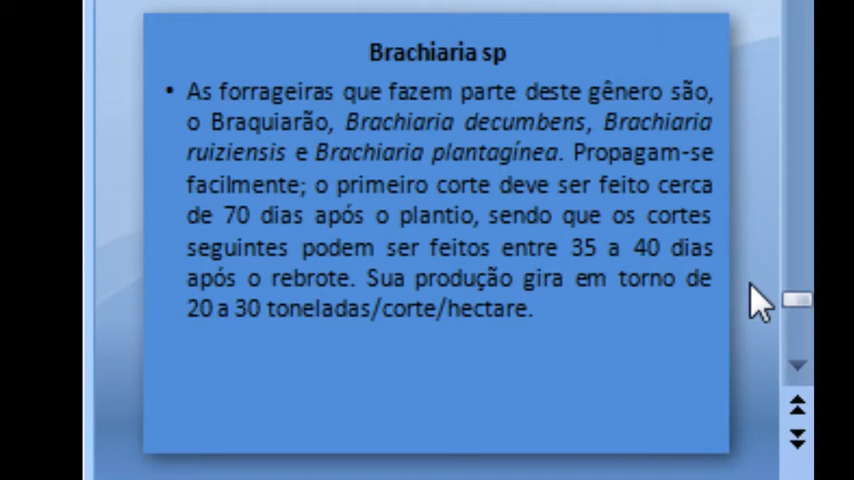 Brachiaria sp
• As forrageiras que fazem parte deste gênero são,
o Braquiarão, Brachiaria decumbens, Brachiaria
ruiziensis e Brachiaria plantagínea. Propagam-se
facilmente; o primeiro corte deve ser feito cerca
de 70 dias após o plantio, sendo que os cortes
seguintes podem ser feitos entre 35 a 40 dias
após o rebrote. Sua produção gira em torno de
20 a 30 toneladas/corte/hectare.